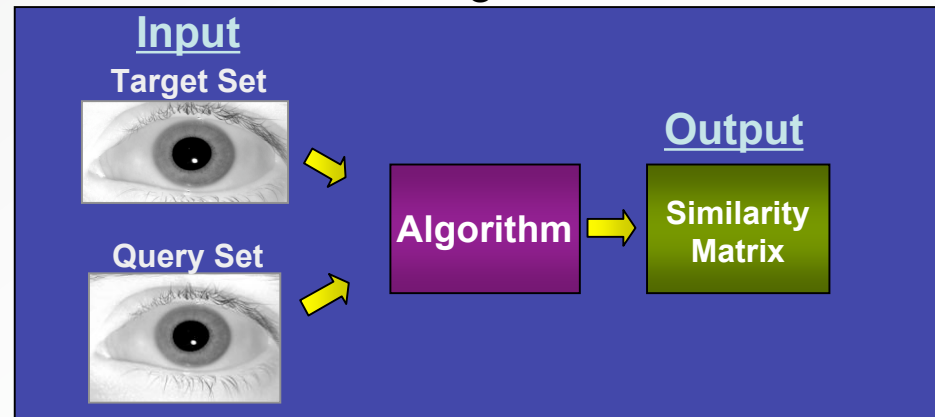 Input
Target Set
Query Set
Algorithm
Output
Similarity
Matrix